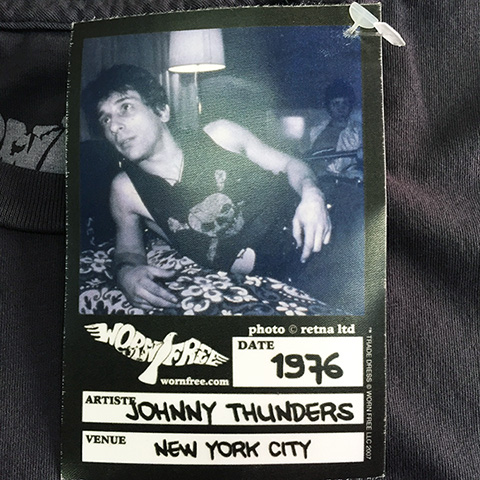 photo © retna ltd
WORN FREE
wornfree.com
DATE
1976
ARTISTE
JOHNNY THUNDERS
VENUE
NEW YORK CITY
™ TRADE DRESS © WORN FREE LLC 2007